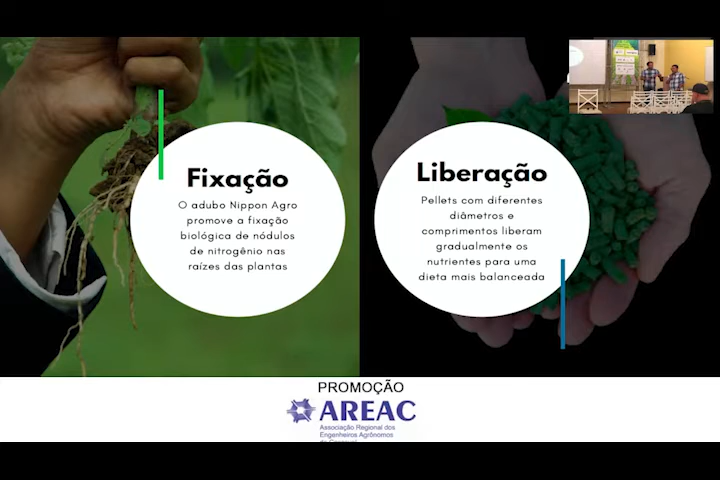 Fixação
O adubo Nippon Agro
promove a fixação
biológica de nódulos
de nitrogênio nas
raízes das plantas
Liberação
Pellets com diferentes
diâmetros e
comprimentos liberam
gradualmente os
nutrientes para uma
dieta mais balanceada
PROMOÇÃO
AREAC
Associação Regional dos
Engenheiros Agrônomos